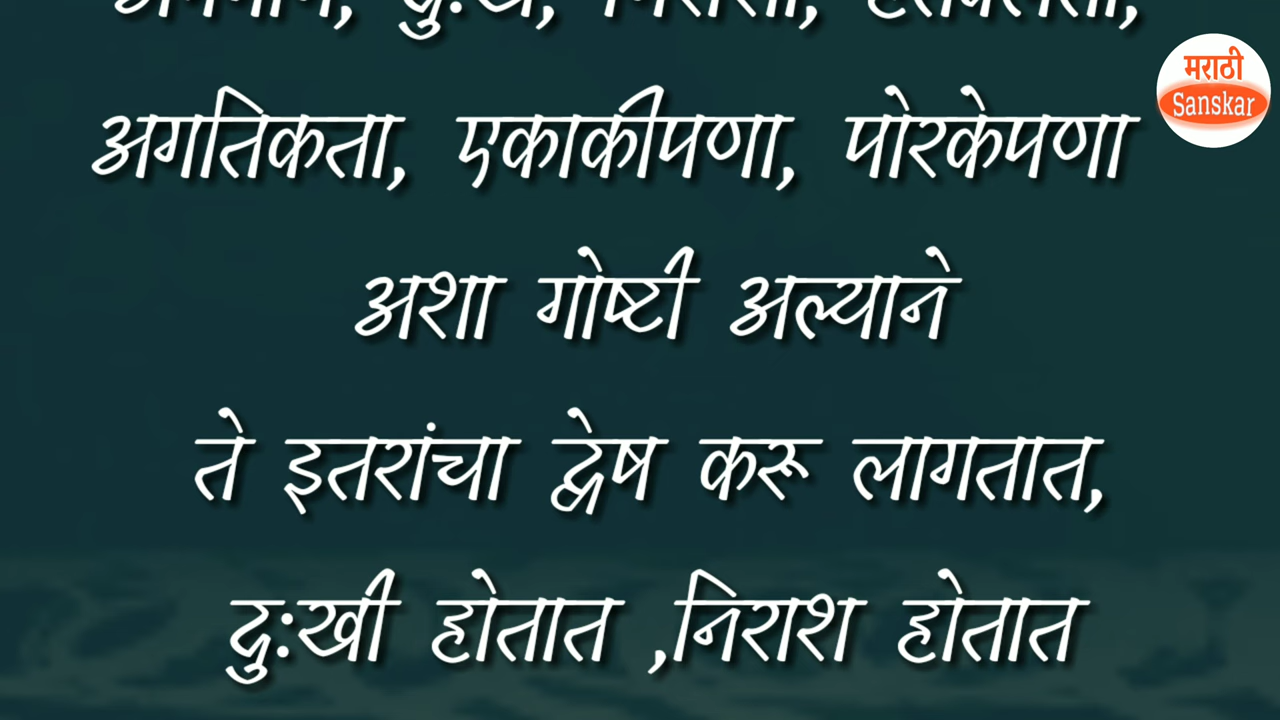 दुःख,
मराठी
Sanskar
अगतिकता, एकाकीपणा, पोरकेपणा
अशा गोष्टी अल्याने
ते इतरांचा द्वेष करू लागतात,
दुःखी होतात ,निराश होतात